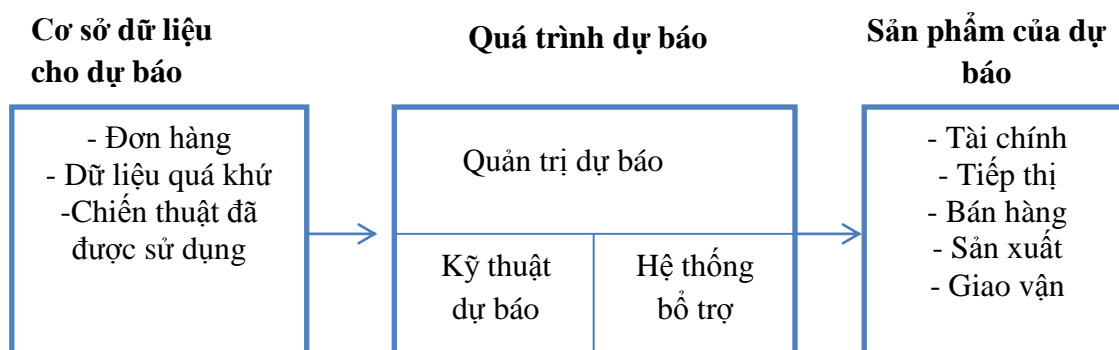 Cơ sở dữ liệu
cho dự báo
Quá trình dự báo
Sản phẩm của dự
báo
- Đơn hàng
- Dữ liệu quá khứ
-Chiến thuật đã
được sử dụng
Quản trị dự báo
Kỹ thuật
dự báo
Hệ thống
bổ trợ
- Tài chính
- Tiếp thị
- Bán hàng
- Sản xuất
- Giao vận